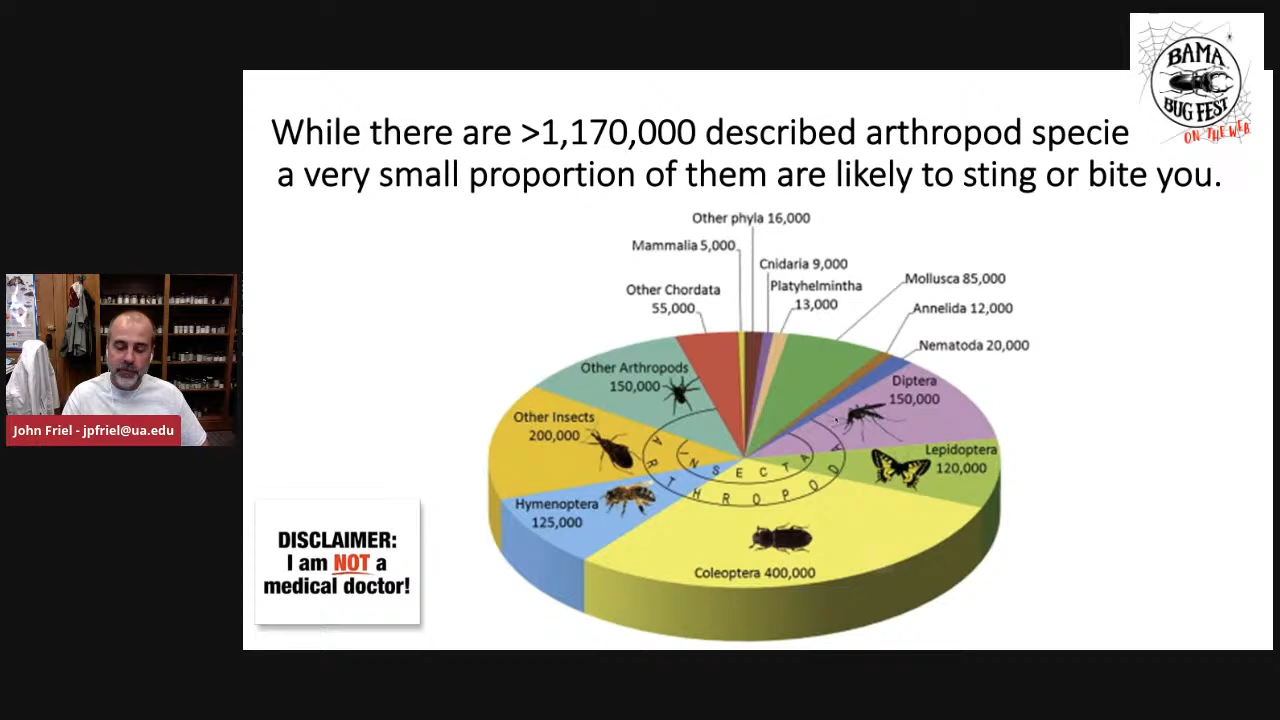 BAMA
BUG FEST
ON THE WEB
While there are >1,170,000 described arthropod specie
a very small proportion of them are likely to sting or bite you.
Other phyla 16,000
Mammalia 5,000
Cnidaria 9,000
Other Chordata
55,000
Platyhelmintha
13,000
Mollusca 85,000
Annelida 12,000
Nematoda 20,000
Other Arthropods
150,000
Diptera
150,000
Other Insects
200,000
Lepidoptera
120,000
INSECTA
ARTHROPODA
Hymenoptera
125,000
Coleoptera 400,000
John Friel - jpfriel@ua.edu
DISCLAIMER:
I am NOT a
medical doctor!